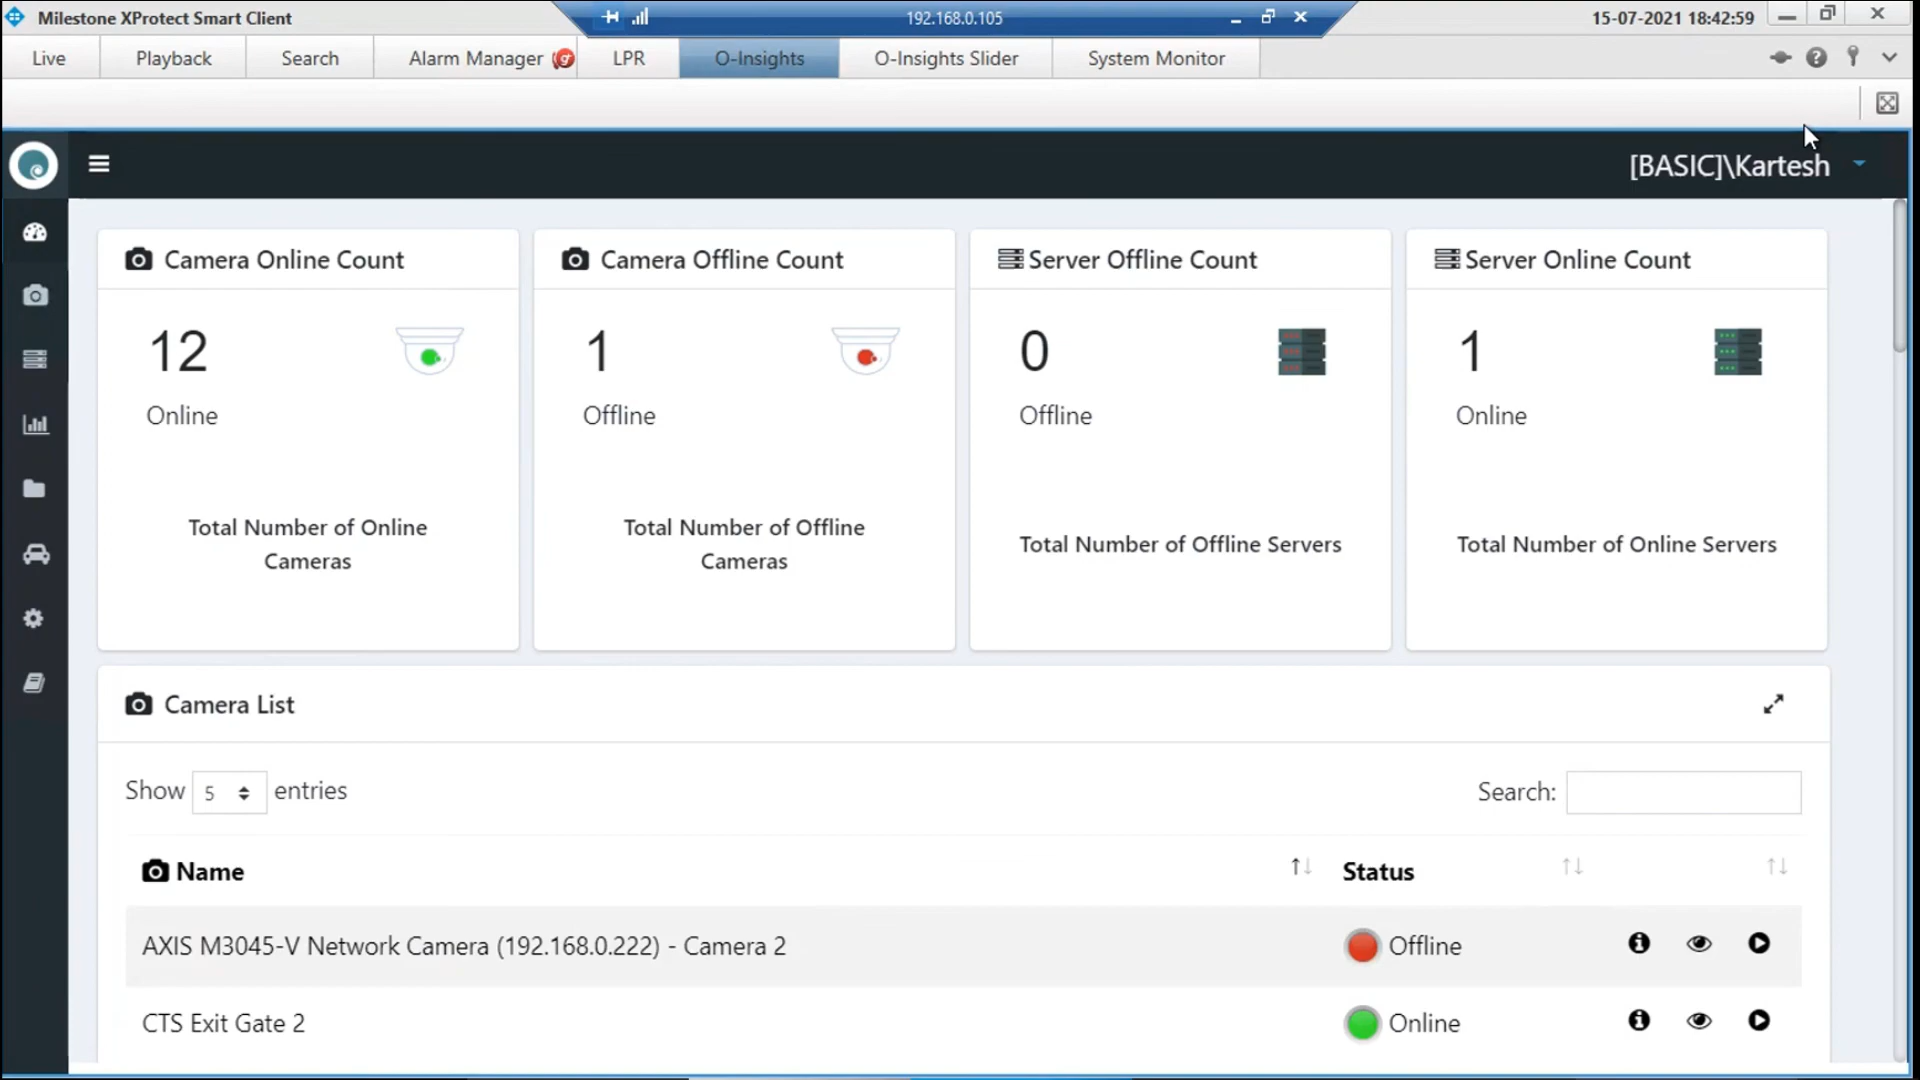 Milestone XProtect Smart Client
192.168.0.105
15-07-2021 18:42:59
Live
Playback
Search
Alarm Manager
LPR
O-Insights
O-Insights Slider
System Monitor
[BASIC]\Kartesh
Camera Online Count
Camera Offline Count
Server Offline Count
Server Online Count
12
1
0
1
Online
Offline
Offline
Online
Total Number of Online
Cameras
Total Number of Offline
Cameras
Total Number of Offline Servers
Total Number of Online Servers
Camera List
Show 5 entries
Search:
Name
Status
AXIS M3045-V Network Camera (192.168.0.222) - Camera 2
Offline
CTS Exit Gate 2
Online